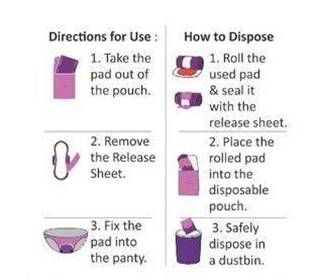 Directions for Use :
1. Take the
pad out of
the pouch.
2. Remove
the Release
Sheet.
3. Fix the
pad into
the panty.
How to Dispose
1. Roll the
used pad
& seal it
with the
release sheet.
2. Place the
rolled pad
into the
disposable
pouch.
3. Safely
dispose in
a dustbin.